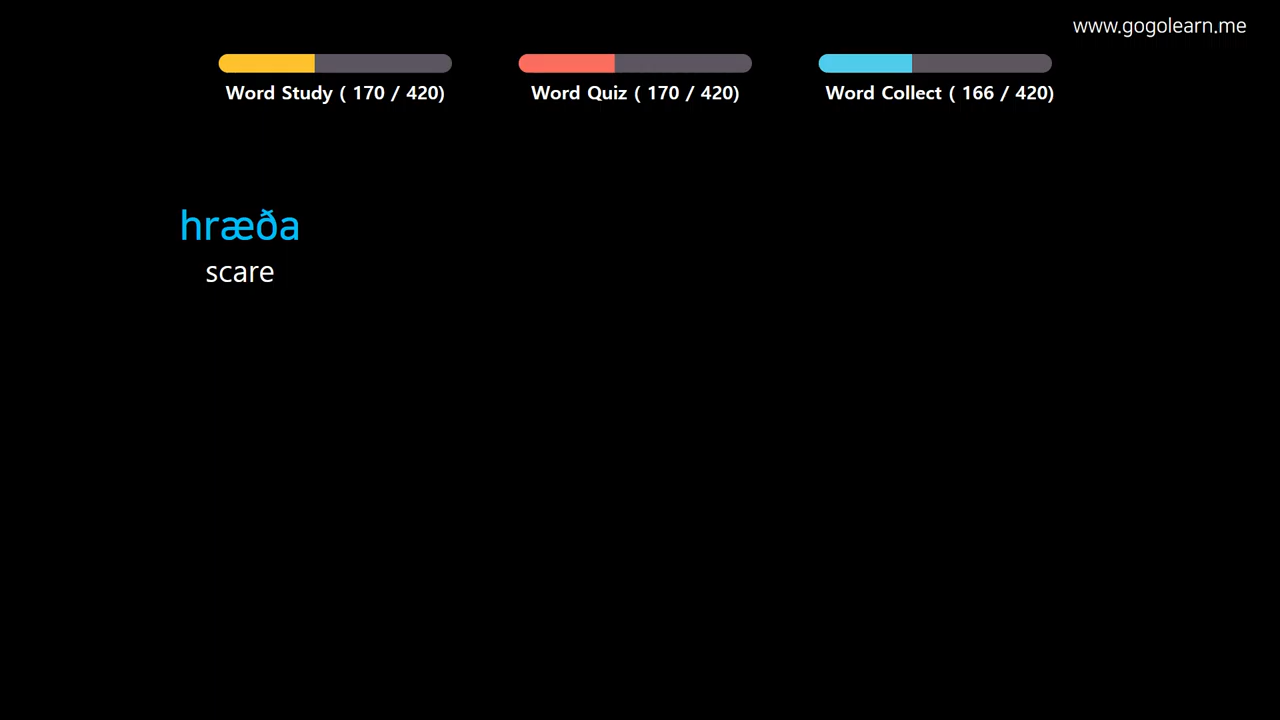 www.gogolearn.me
Word Study ( 170 / 420)
Word Quiz ( 170 / 420)
Word Collect ( 166 / 420)
hræða
scare